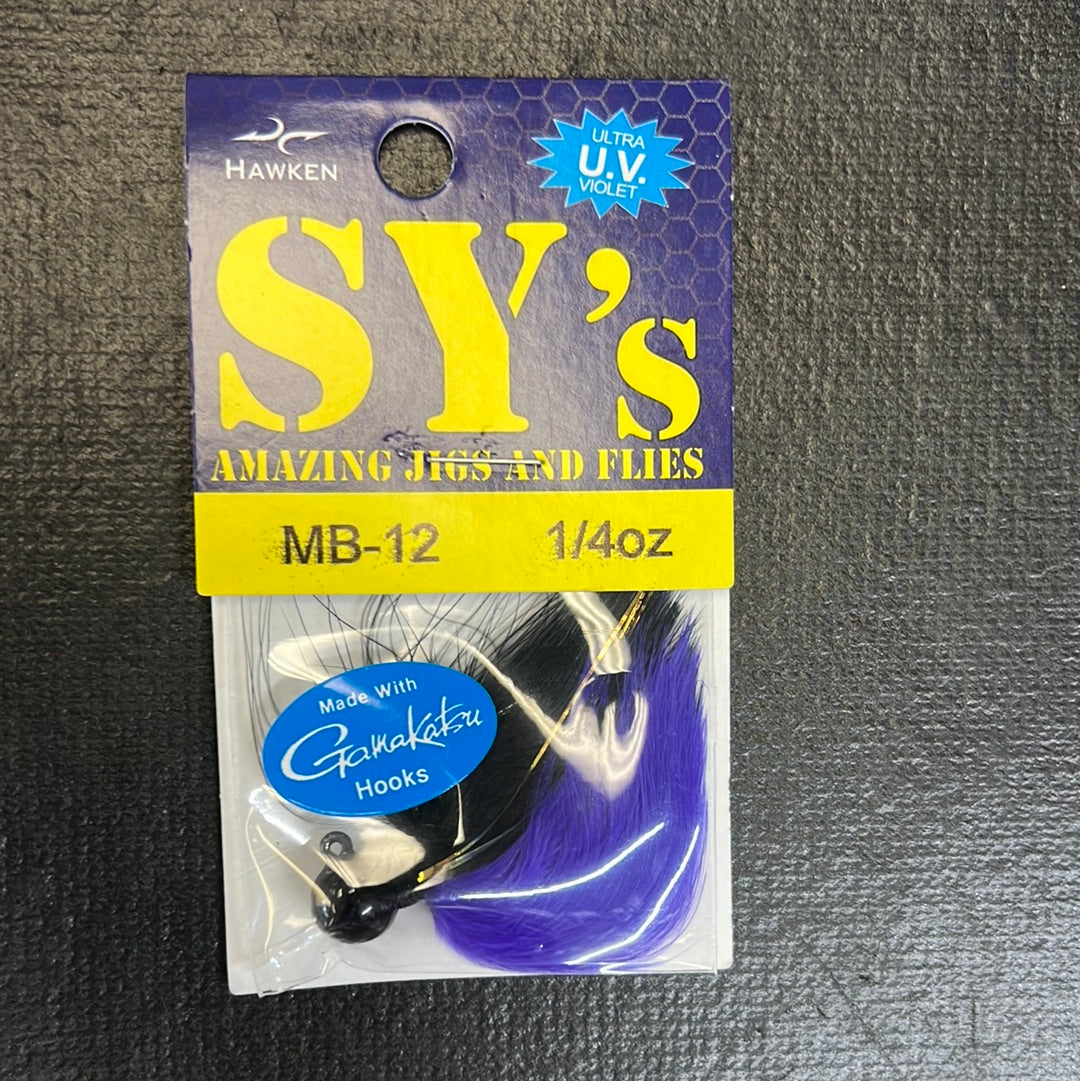 HAWKEN
ULTRA
U.V.
VIOLET
SY's
AMAZING JIGS AND FLIES
MB-12 1/4oz
Made With
Gamakatsu
Hooks